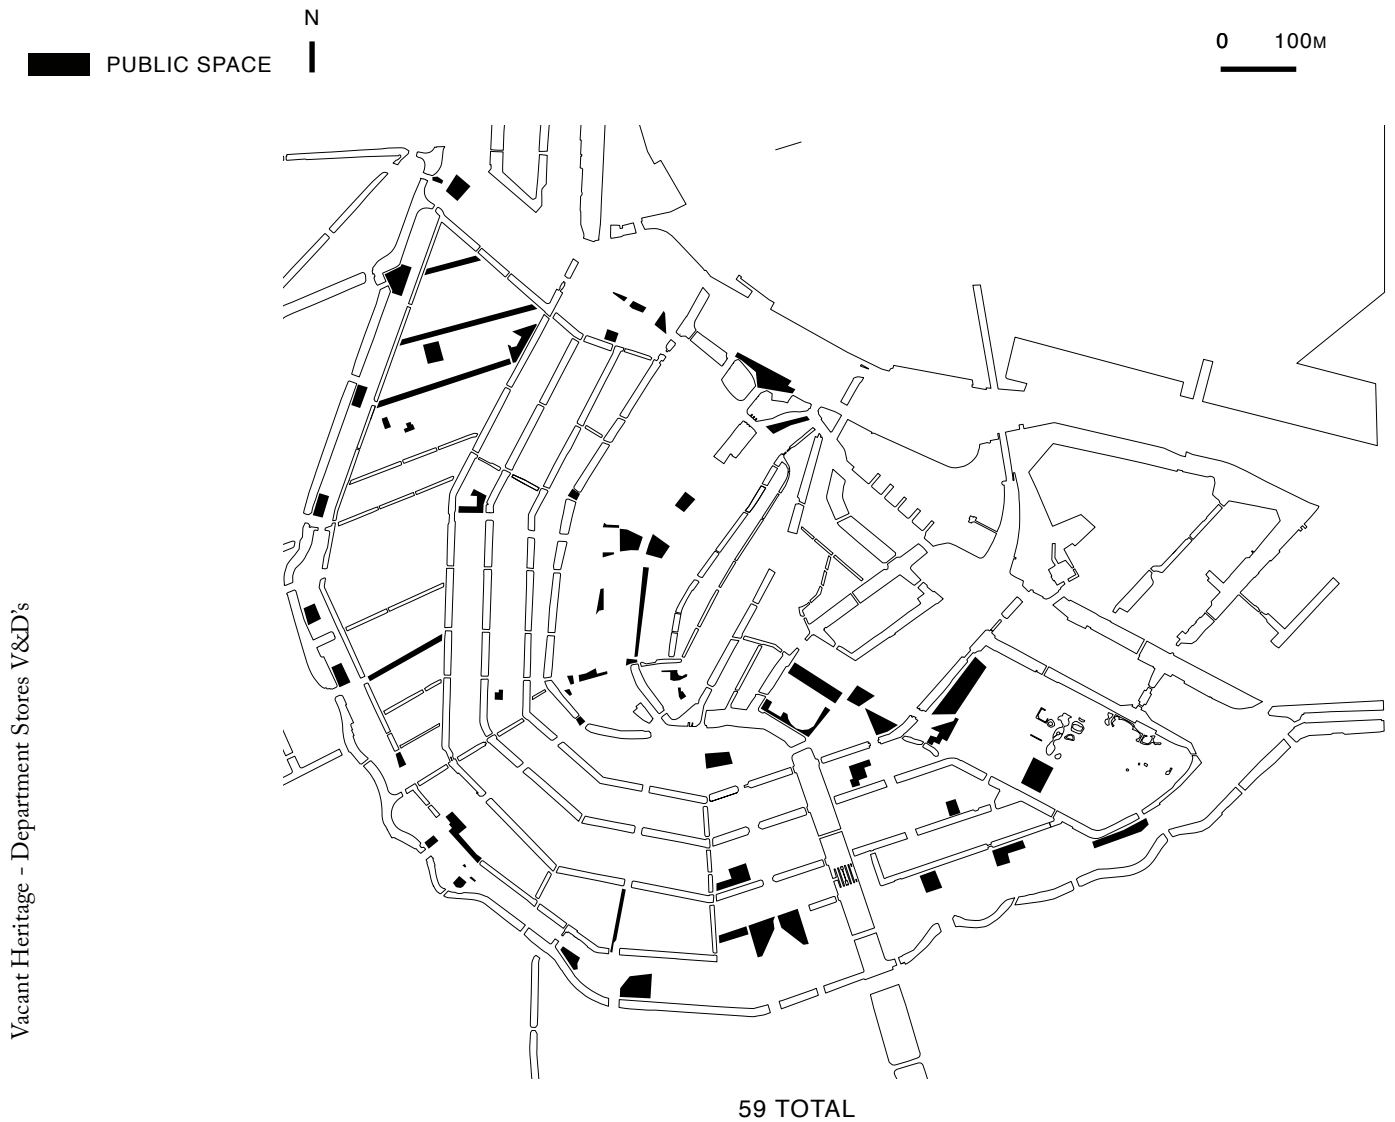 N
PUBLIC SPACE
0 100M
Vacant Heritage - Department Stores V&D's
59 TOTAL